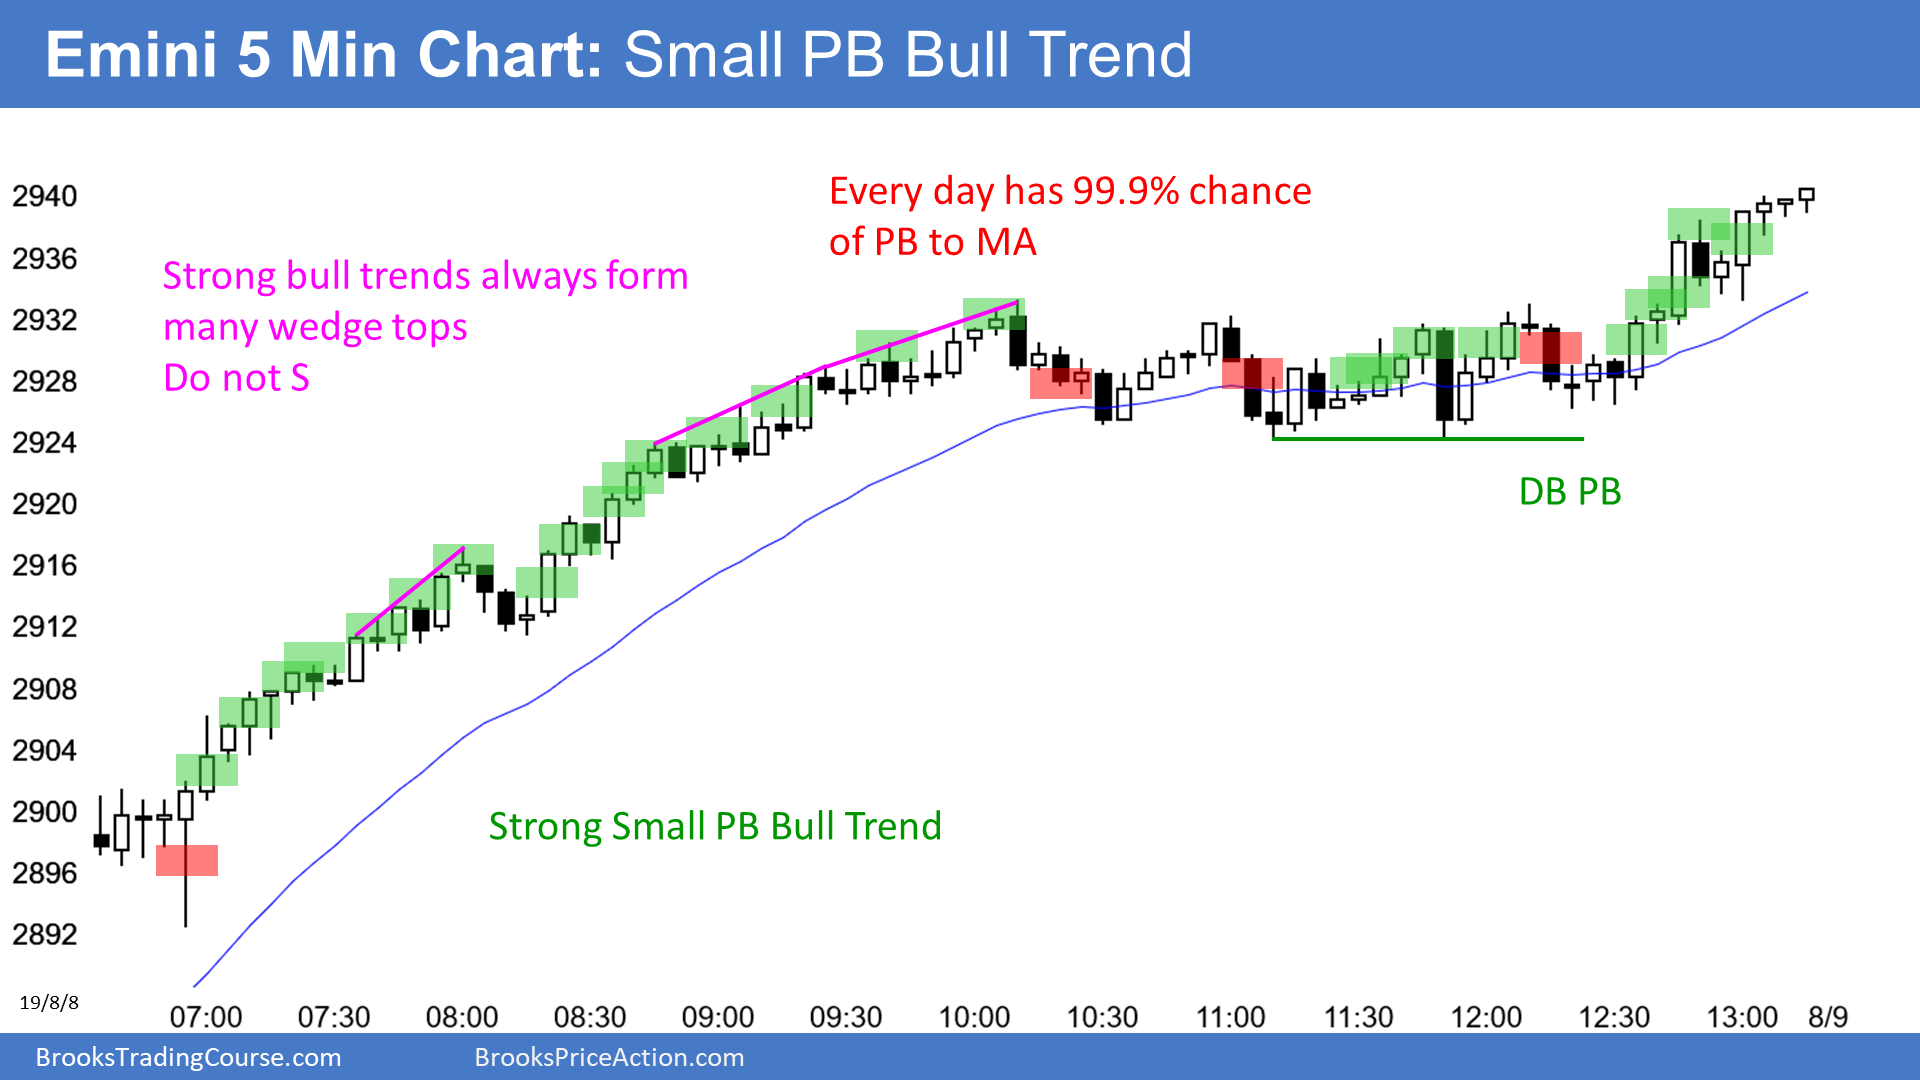 Emini 5 Min Chart: Small PB Bull Trend
Every day has 99.9% chance
of PB to MA
Strong bull trends always form
many wedge tops
Do not S
DB PB
Strong Small PB Bull Trend
2940
2936
2932
2928
2924
2920
2916
2912
2908
2904
2900
2896
2892
19/8/8
07:00 07:30 08:00 08:30 09:00 09:30 10:00 10:30 11:00 11:30 12:00 12:30 13:00 8/9
BrooksTradingCourse.com BrooksPriceAction.com